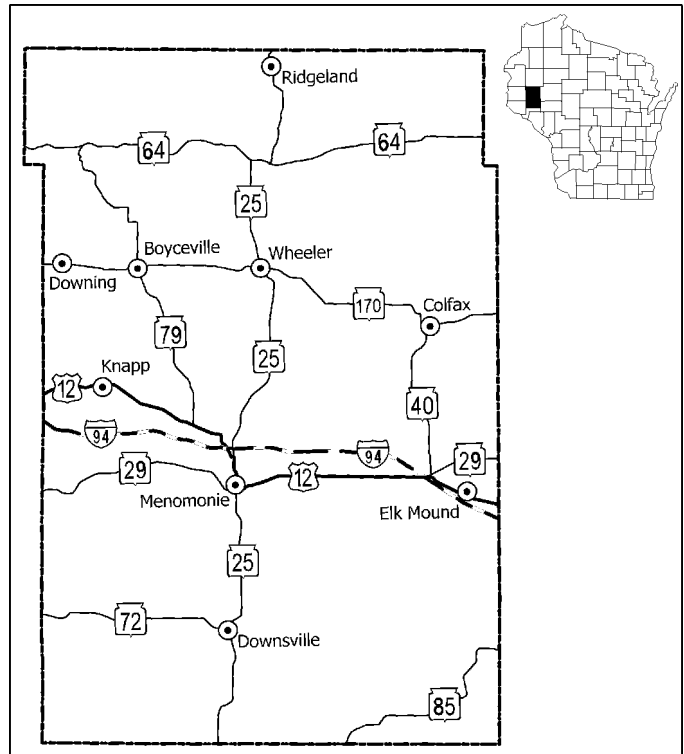 Ridgeland
64
64
25
Boyceville
Wheeler
Downing
170
Colfax
79
25
Knapp
12
40
94
94
29
29
12
Menomonie
Elk Mound
25
72
Downsville
85